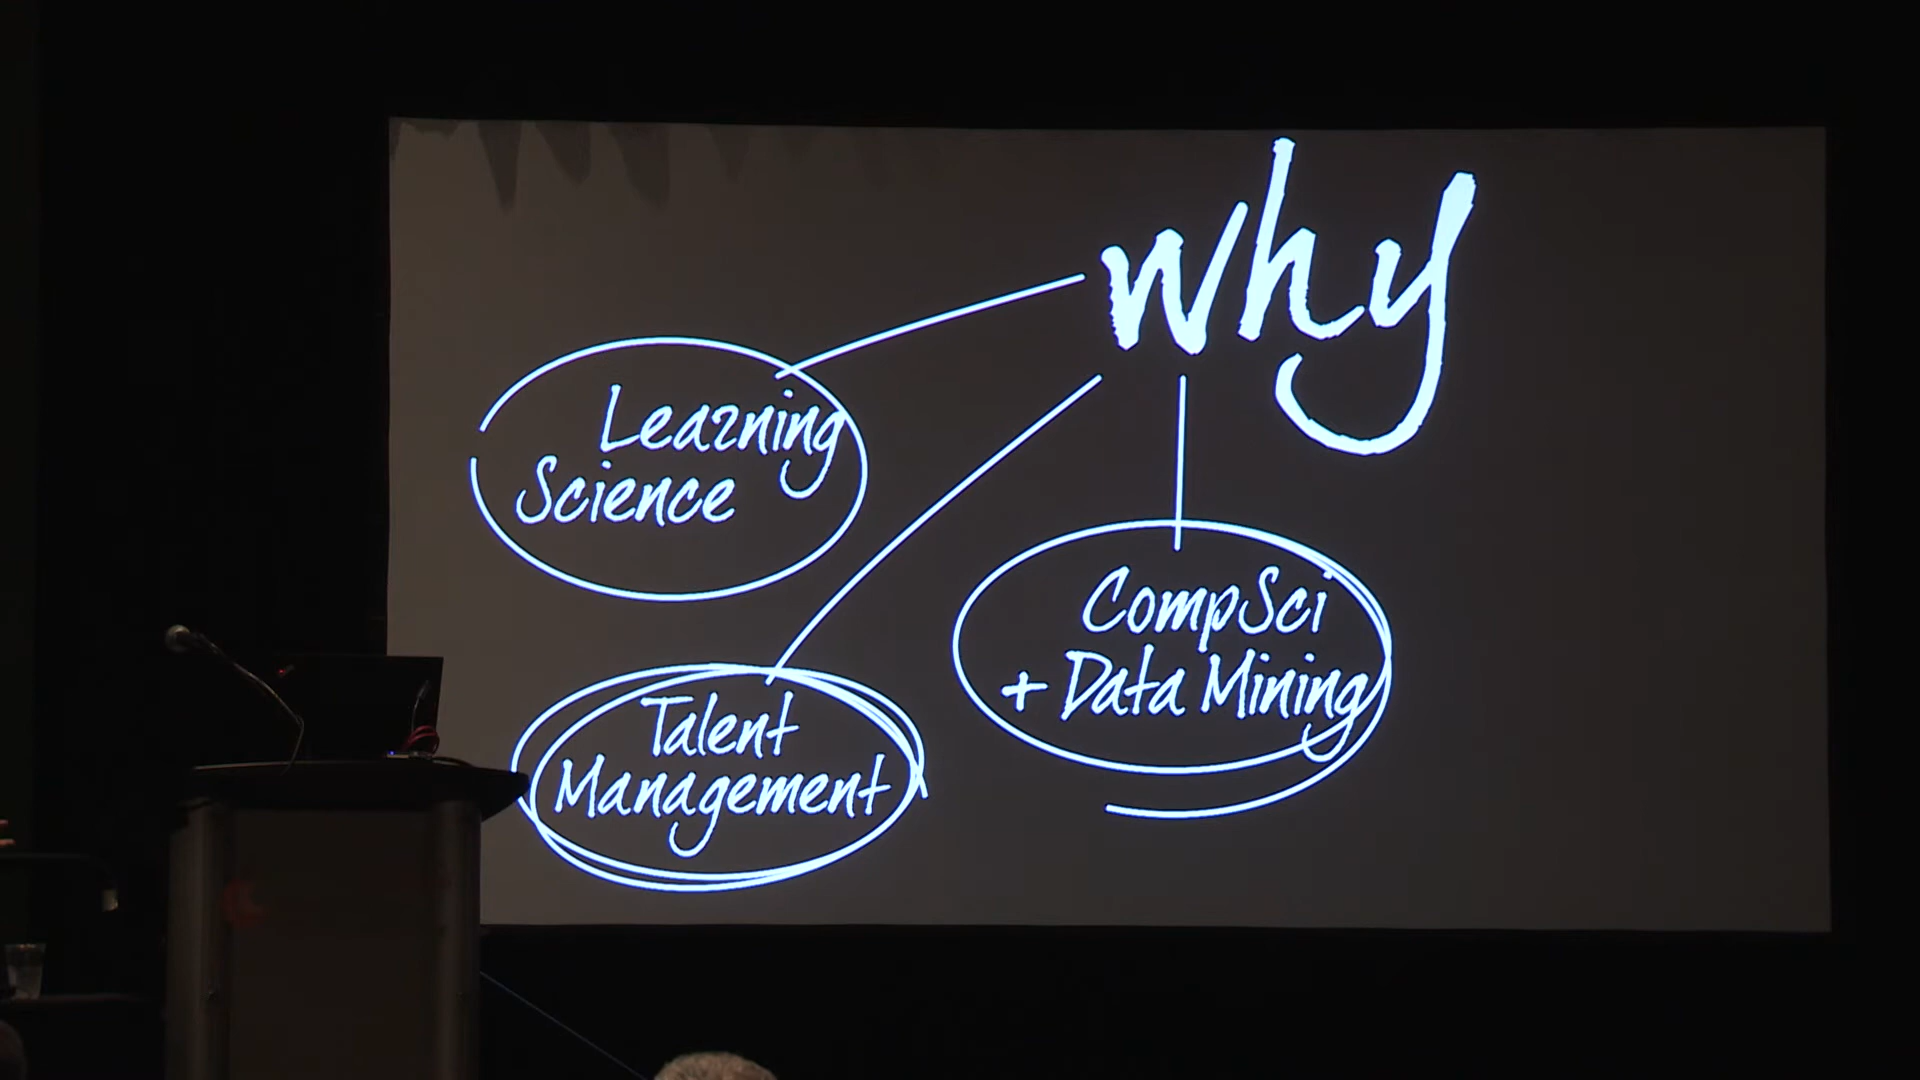 why
Learning
Science
CompSci
+ Data Mining
Talent
Management